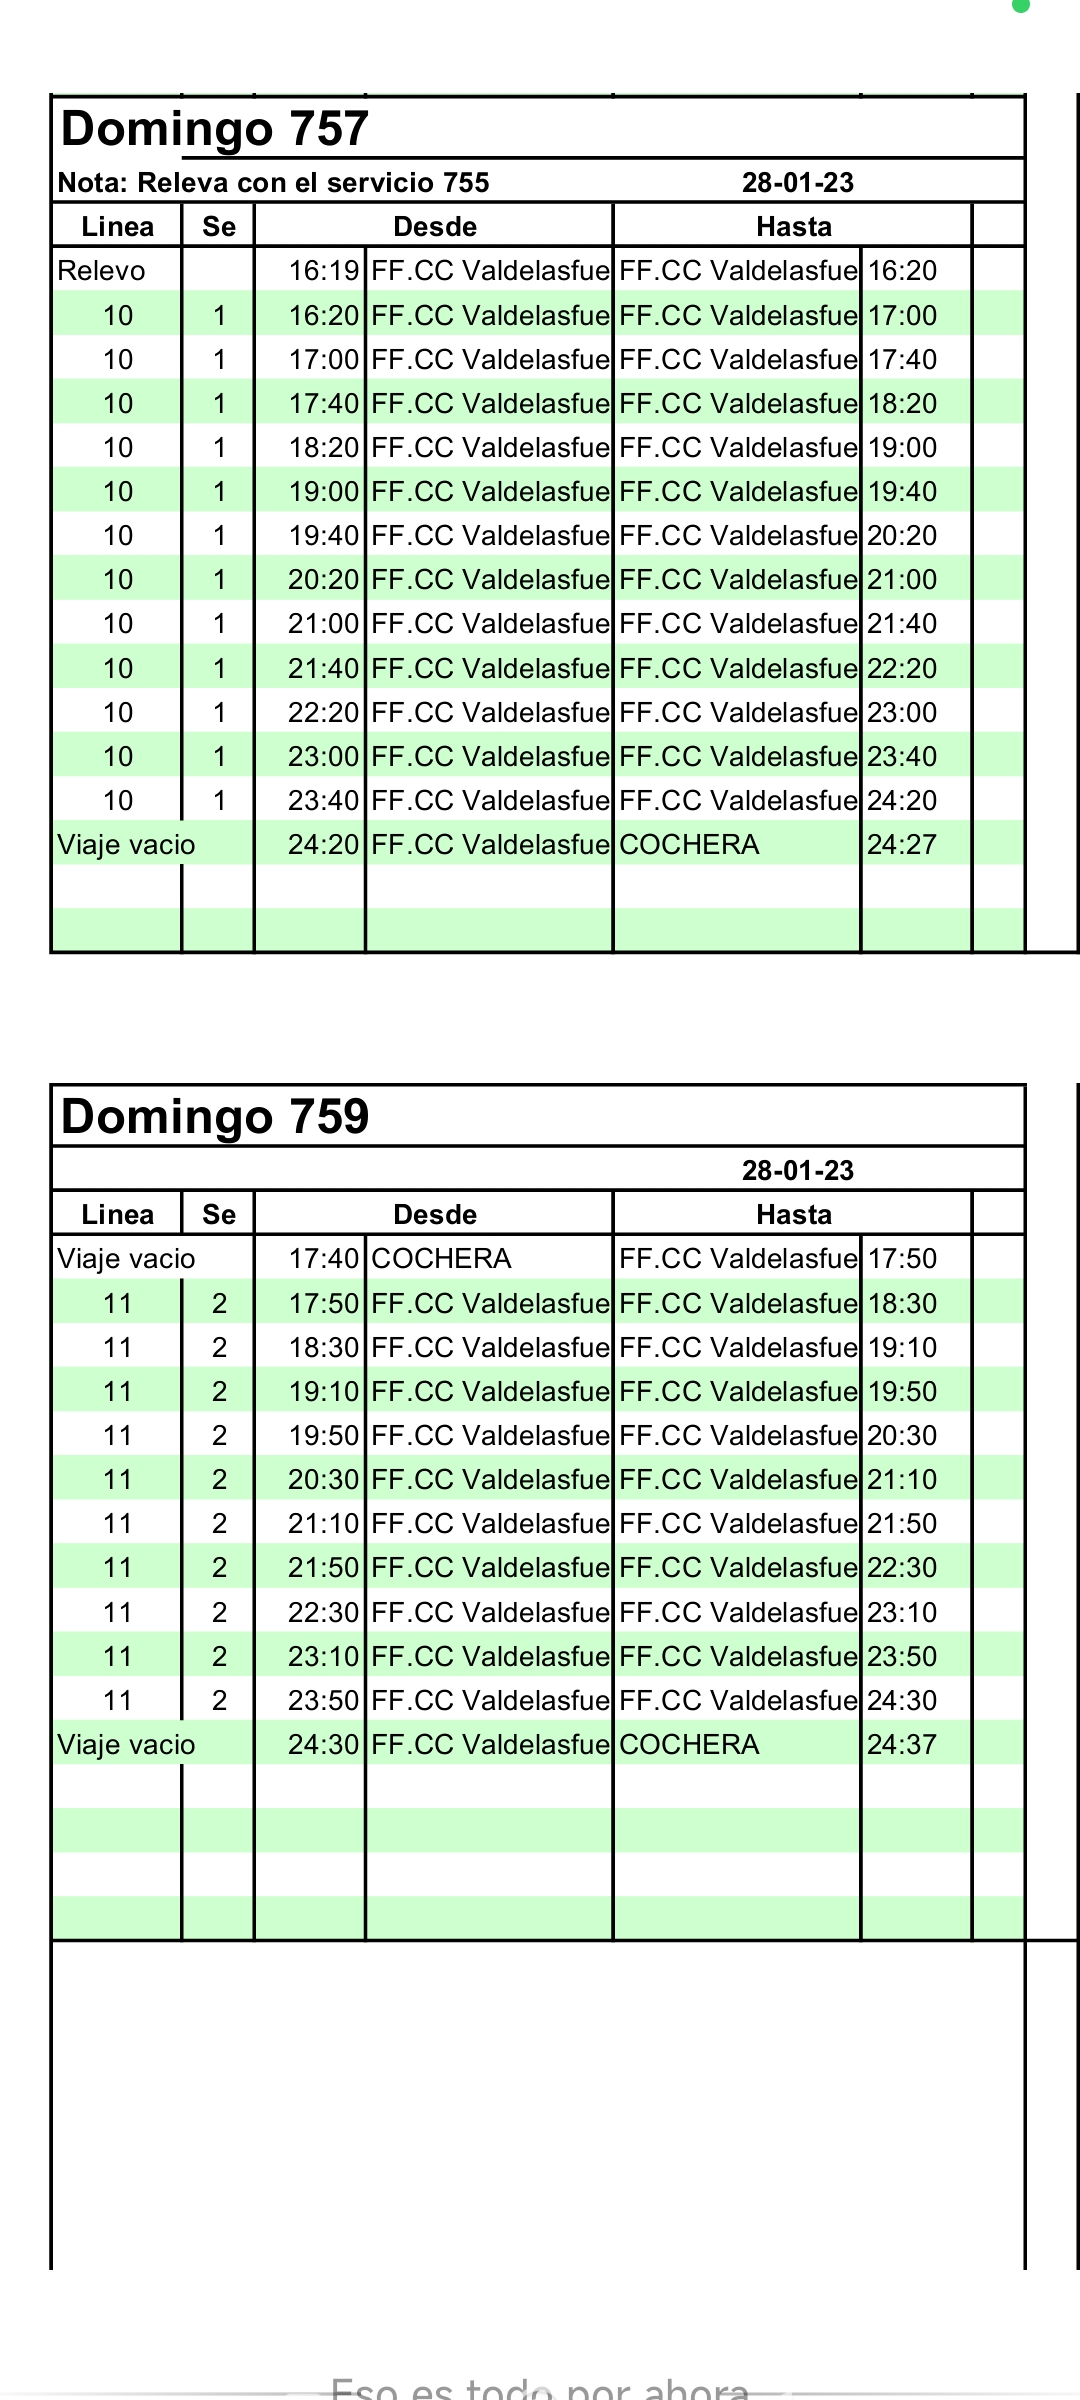 Domingo 757
Nota: Releva con el servicio 755 28-01-23
Linea Se Desde Hasta
Relevo 16:19 FF.CC Valdelasfue FF.CC Valdelasfue 16:20
10 1 16:20 FF.CC Valdelasfue FF.CC Valdelasfue 17:00
10 1 17:00 FF.CC Valdelasfue FF.CC Valdelasfue 17:40
10 1 17:40 FF.CC Valdelasfue FF.CC Valdelasfue 18:20
10 1 18:20 FF.CC Valdelasfue FF.CC Valdelasfue 19:00
10 1 19:00 FF.CC Valdelasfue FF.CC Valdelasfue 19:40
10 1 19:40 FF.CC Valdelasfue FF.CC Valdelasfue 20:20
10 1 20:20 FF.CC Valdelasfue FF.CC Valdelasfue 21:00
10 1 21:00 FF.CC Valdelasfue FF.CC Valdelasfue 21:40
10 1 21:40 FF.CC Valdelasfue FF.CC Valdelasfue 22:20
10 1 22:20 FF.CC Valdelasfue FF.CC Valdelasfue 23:00
10 1 23:00 FF.CC Valdelasfue FF.CC Valdelasfue 23:40
10 1 23:40 FF.CC Valdelasfue FF.CC Valdelasfue 24:20
Viaje vacio 24:20 FF.CC Valdelasfue COCHERA 24:27
Domingo 759
28-01-23
Linea Se Desde Hasta
Viaje vacio 17:40 COCHERA FF.CC Valdelasfue 17:50
11 2 17:50 FF.CC Valdelasfue FF.CC Valdelasfue 18:30
11 2 18:30 FF.CC Valdelasfue FF.CC Valdelasfue 19:10
11 2 19:10 FF.CC Valdelasfue FF.CC Valdelasfue 19:50
11 2 19:50 FF.CC Valdelasfue FF.CC Valdelasfue 20:30
11 2 20:30 FF.CC Valdelasfue FF.CC Valdelasfue 21:10
11 2 21:10 FF.CC Valdelasfue FF.CC Valdelasfue 21:50
11 2 21:50 FF.CC Valdelasfue FF.CC Valdelasfue 22:30
11 2 22:30 FF.CC Valdelasfue FF.CC Valdelasfue 23:10
11 2 23:10 FF.CC Valdelasfue FF.CC Valdelasfue 23:50
11 2 23:50 FF.CC Valdelasfue FF.CC Valdelasfue 24:30
Viaje vacio 24:30 FF.CC Valdelasfue COCHERA 24:37
Eso es todo por ahora